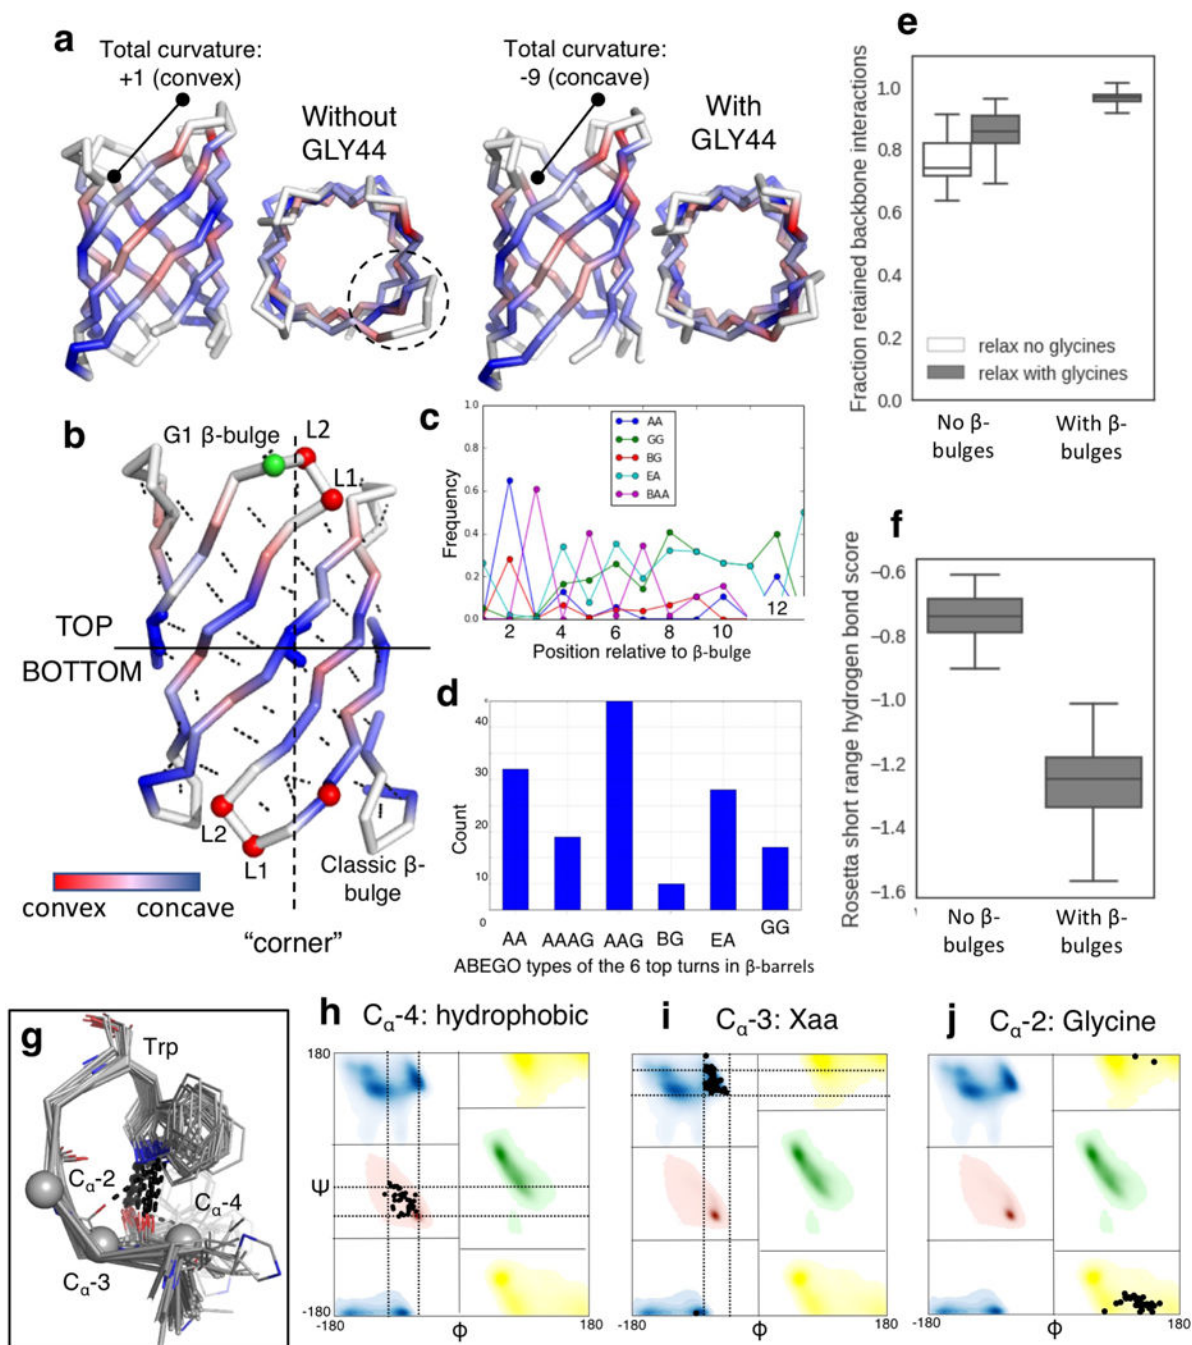 a
Total curvature:
+1 (convex)
Without
GLY44
Total curvature:
-9 (concave)
With
GLY44
b
G1 β-bulge
L2
L1
TOP
BOTTOM
L2
L1
Classic β-
bulge
convex
concave
“corner”
c
Frequency
1.0
0.8
0.6
0.4
0.2
0.0
AA
GG
BG
EA
BAA
2
4
6
8
10
12
Position relative to β-bulge
d
Count
40
30
20
10
0
AA
AAAG
AAG
BG
EA
GG
ABEGO types of the 6 top turns in β-barrels
e
Fraction retained backbone interactions
1.0
0.8
0.6
0.4
0.2
0.0
relax no glycines
relax with glycines
No β-
bulges
With β-
bulges
f
Rosetta short range hydrogen bond score
−0.6
−0.8
−1.0
−1.2
−1.4
−1.6
No β-
bulges
With β-
bulges
g
Trp
Cα-2
Cα-4
Cα-3
h
Cα-4: hydrophobic
180
Ψ
-180
-180
Φ
180
i
Cα-3: Xaa
-180
Φ
180
j
Cα-2: Glycine
-180
Φ
180